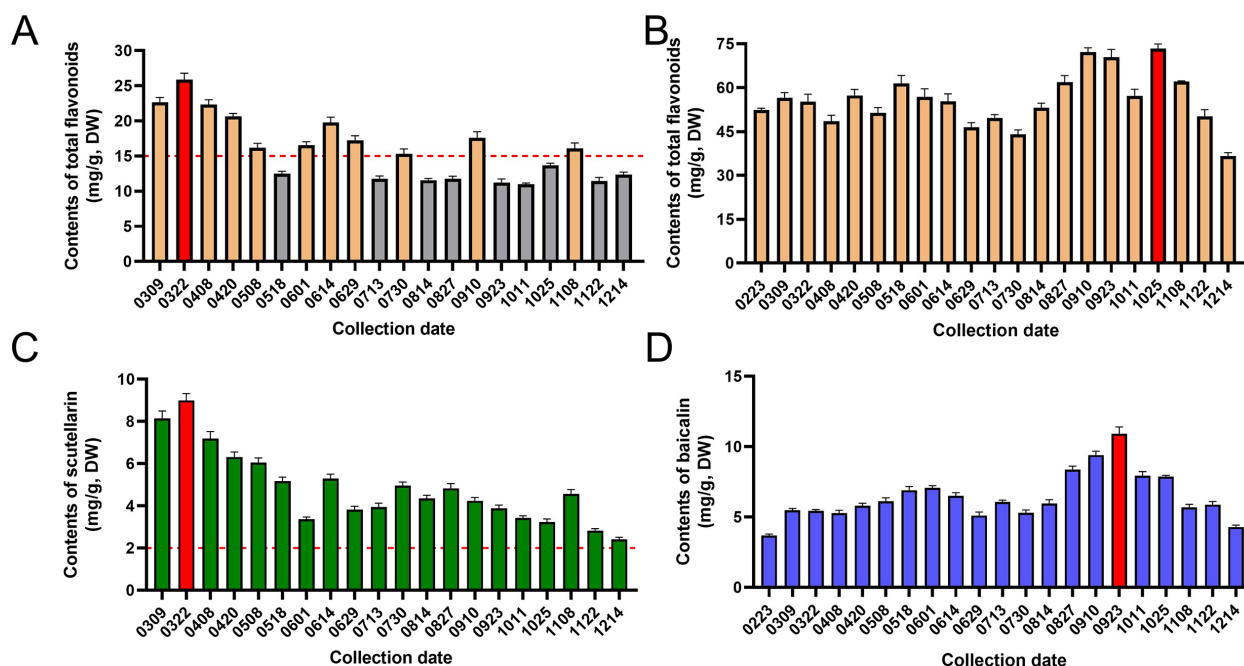 A
Contents of total flavonoids
(mg/g, DW)
30
25
20
15
10
5
0
0309 0322 0408 0420 0508 0518 0601 0614 0629 0713 0730 0814 0827 0910 0923 1011 1025 1108 1122 1214
Collection date
B
Contents of total flavonoids
(mg/g, DW)
75
60
45
30
15
0
0223 0309 0322 0408 0420 0508 0518 0601 0614 0629 0713 0730 0814 0827 0910 0923 1011 1025 1108 1122 1214
Collection date
C
Contents of scutellarin
(mg/g, DW)
10
8
6
4
2
0
0309 0322 0408 0420 0508 0518 0601 0614 0629 0713 0730 0814 0827 0910 0923 1011 1025 1108 1122 1214
Collection date
D
Contents of baicalin
(mg/g, DW)
15
10
5
0
0223 0309 0322 0408 0420 0508 0518 0601 0614 0629 0713 0730 0814 0827 0910 0923 1011 1025 1108 1122 1214
Collection date